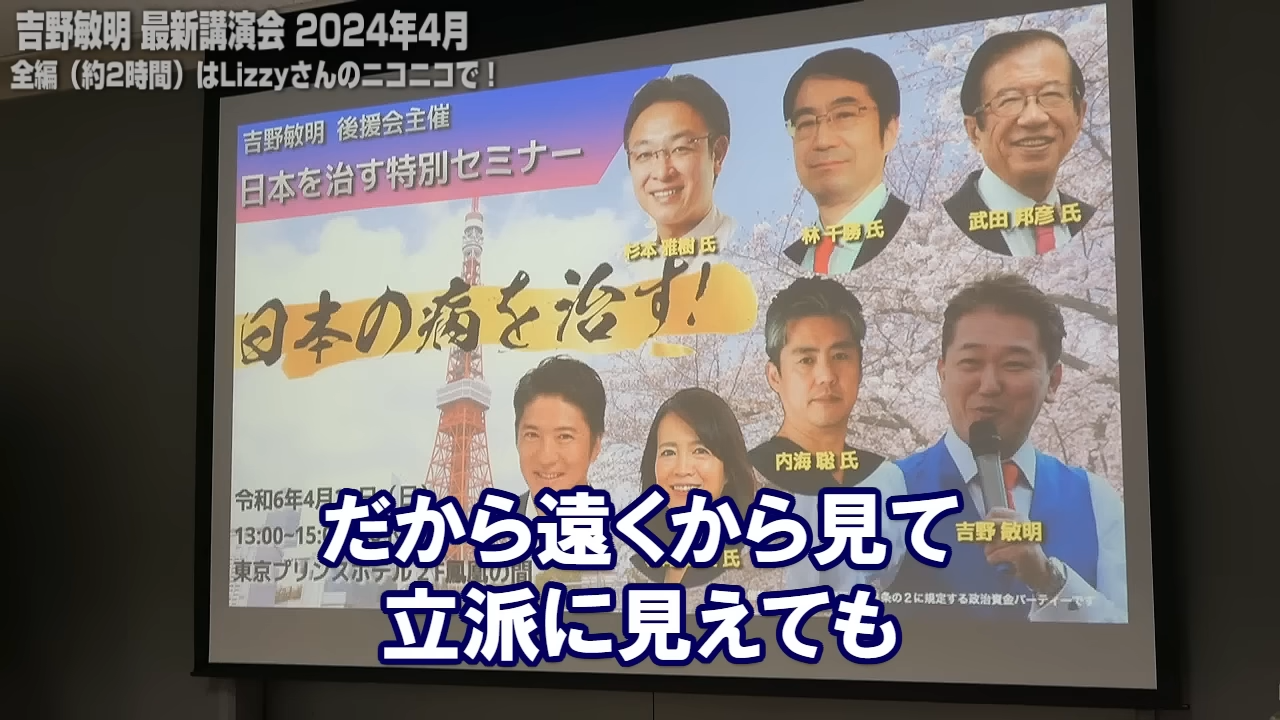 吉野敏明 最新講演会 2024年4月
全編（約2時間）はLizzyさんのニコニコで！
吉野敏明 後援会主催
日本を治す特別セミナー
杉本 雅樹 氏
林 千勝 氏
武田 邦彦 氏
日本の病を治す!
内海 聡 氏
吉野 敏明
氏
令和6年4月
13:00~15:
東京プリンスホテル
鳳凰の間
条の2に規定する政治資金パーティーです
だから遠くから見て
立派に見えても